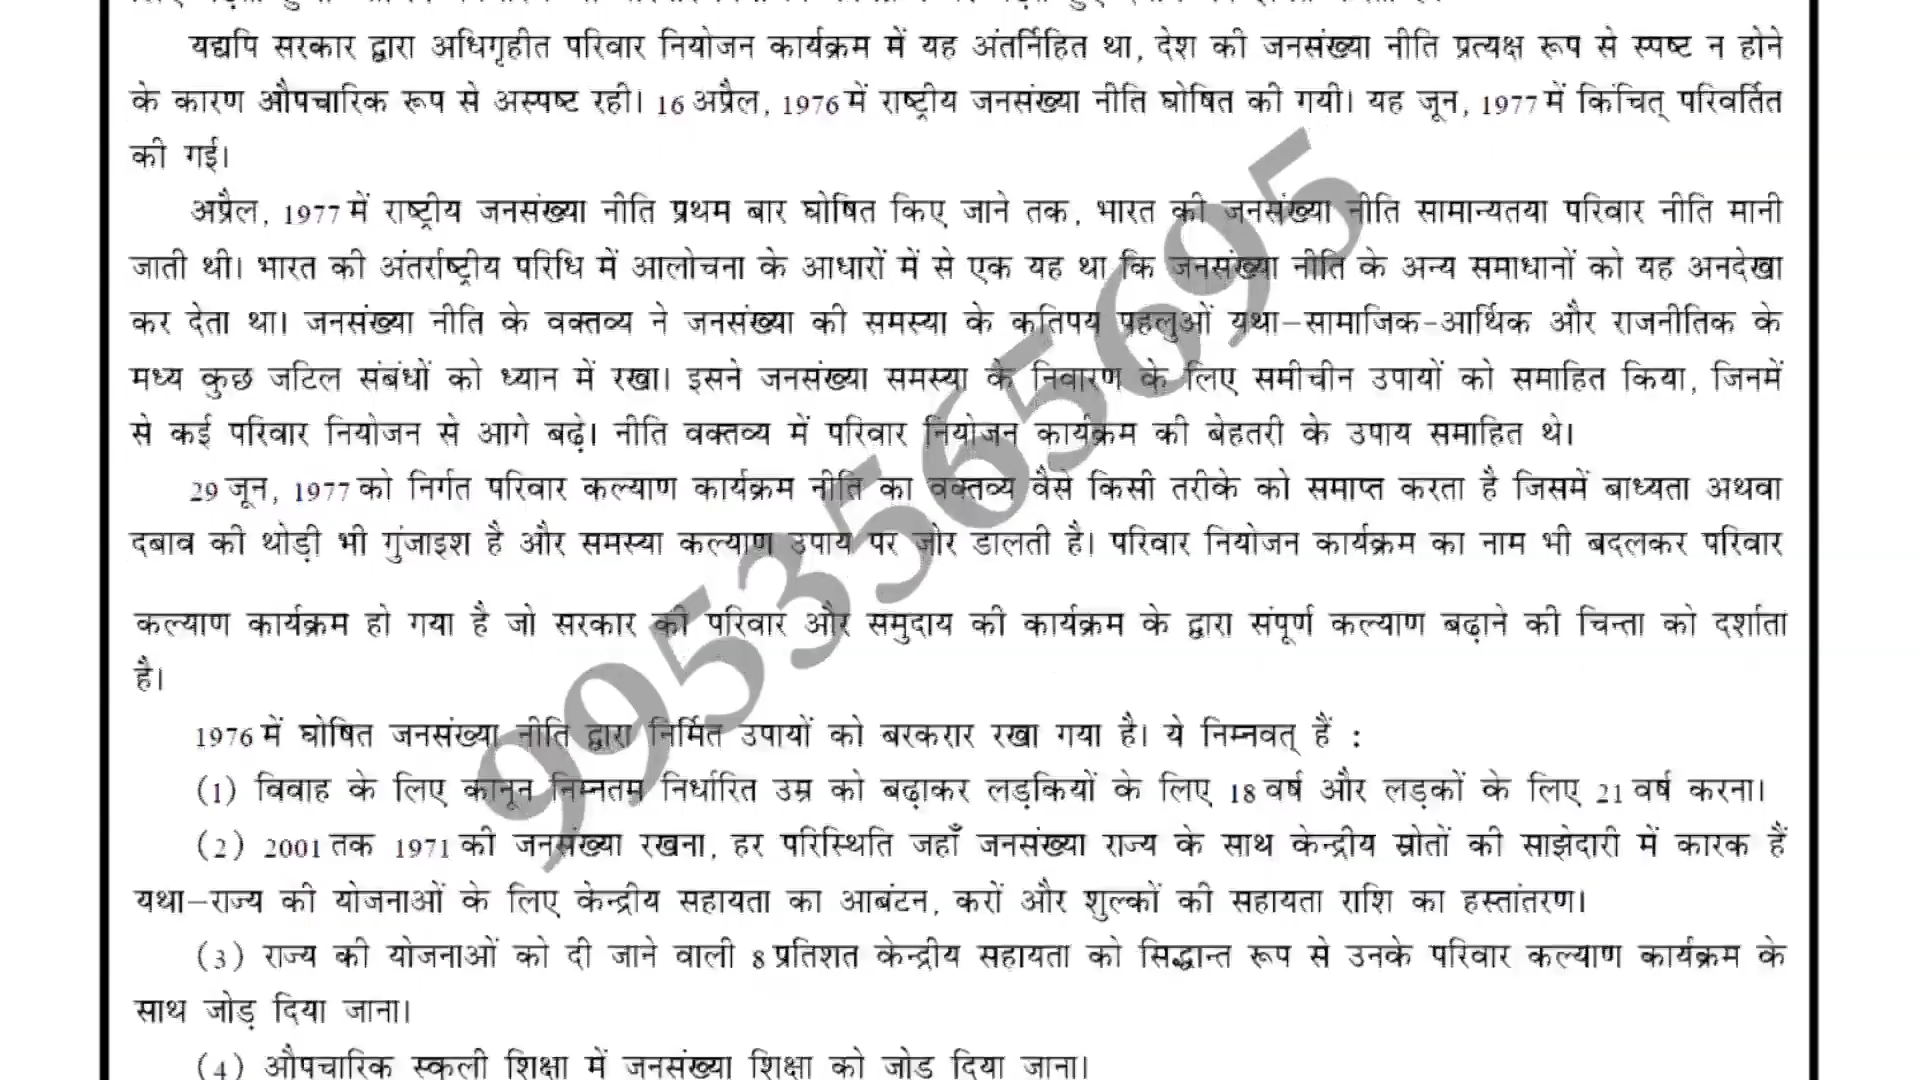 यद्यपि सरकार द्वारा अधिगृहीत परिवार नियोजन कार्यक्रम में यह अंतर्निहित था, देश की जनसंख्या नीति प्रत्यक्ष रूप से स्पष्ट न होने
के कारण औपचारिक रूप से अस्पष्ट रही। 16 अप्रैल, 1976 में राष्ट्रीय जनसंख्या नीति घोषित की गयी। यह जून, 1977 में किंचित् परिवर्तित
की गई।
अप्रैल, 1977 में राष्ट्रीय जनसंख्या नीति प्रथम बार घोषित किए जाने तक, भारत की जनसंख्या नीति सामान्यतया परिवार नीति मानी
जाती थी। भारत की अंतर्राष्ट्रीय परिधि में आलोचना के आधारों में से एक यह था कि जनसंख्या नीति के अन्य समाधानों को यह अनदेखा
कर देता था। जनसंख्या नीति के वक्तव्य ने जनसंख्या की समस्या के कतिपय पहलुओं यथा–सामाजिक-आर्थिक और राजनीतिक के
मध्य कुछ जटिल संबंधों को ध्यान में रखा। इसने जनसंख्या समस्या के निवारण के लिए समीचीन उपायों को समाहित किया, जिनमें
से कई परिवार नियोजन से आगे बढ़े। नीति वक्तव्य में परिवार नियोजन कार्यक्रम की बेहतरी के उपाय समाहित थे।
29 जून, 1977 को निर्गत परिवार कल्याण कार्यक्रम नीति का वक्तव्य वैसे किसी तरीके को समाप्त करता है जिसमें बाध्यता अथवा
दबाव की थोड़ी भी गुंजाइश है और समस्या कल्याण उपाय पर जोर डालती है। परिवार नियोजन कार्यक्रम का नाम भी बदलकर परिवार
कल्याण कार्यक्रम हो गया है जो सरकार की परिवार और समुदाय की कार्यक्रम के द्वारा संपूर्ण कल्याण बढ़ाने की चिन्ता को दर्शाता
है।
1976 में घोषित जनसंख्या नीति द्वारा निर्मित उपायों को बरकरार रखा गया है। ये निम्नवत् हैं :
(1) विवाह के लिए कानून निम्नतम निर्धारित उम्र को बढ़ाकर लड़कियों के लिए 18 वर्ष और लड़कों के लिए 21 वर्ष करना।
(2) 2001 तक 1971 की जनसंख्या रखना, हर परिस्थिति जहाँ जनसंख्या राज्य के साथ केन्द्रीय स्रोतों की साझेदारी में कारक हैं
यथा–राज्य की योजनाओं के लिए केन्द्रीय सहायता का आबंटन, करों और शुल्कों की सहायता राशि का हस्तांतरण।
(3) राज्य की योजनाओं को दी जाने वाली 8 प्रतिशत केन्द्रीय सहायता को सिद्धान्त रूप से उनके परिवार कल्याण कार्यक्रम के
साथ जोड़ दिया जाना।
(4) औपचारिक स्कूली शिक्षा में जनसंख्या शिक्षा को जोड़ दिया जाना।
9953565695